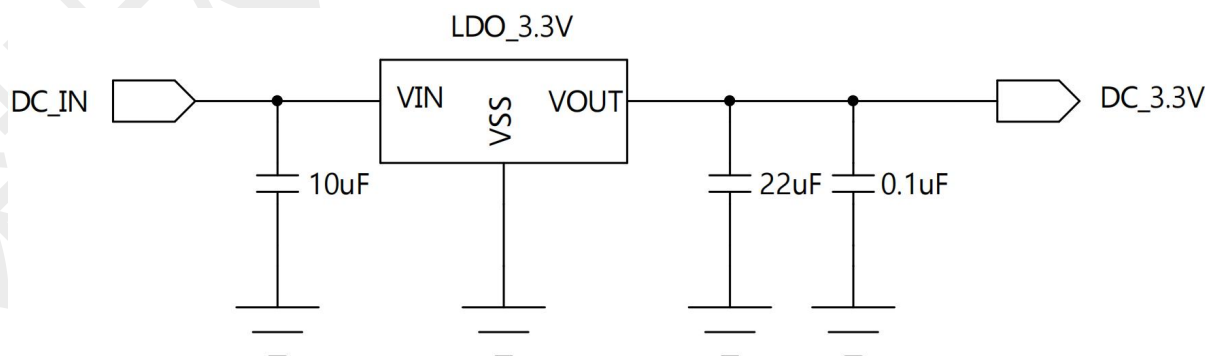 LDO_3.3V
DC_IN
VIN
VSS
VOUT
DC_3.3V
10uF
22uF
0.1uF